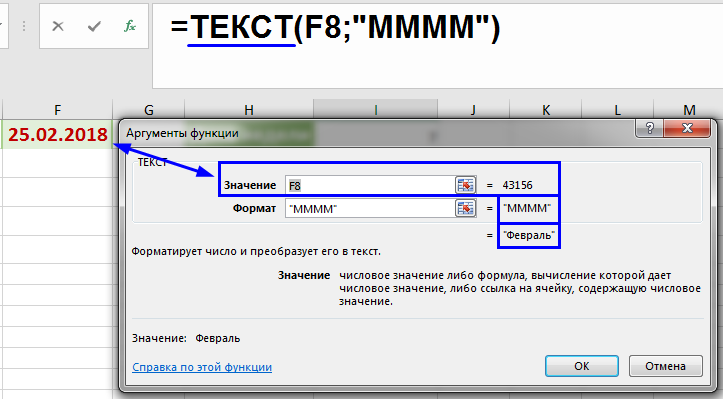 fx
=ТЕКСТ(F8;"ММММ")
F G H I J K L M
25.02.2018
Аргументы функции
ТЕКСТ
Значение F8 = 43156
Формат "ММММ" = "ММММ"
= "Февраль"
Форматирует число и преобразует его в текст.
Значение числовое значение либо формула, вычисление которой дает
числовое значение, либо ссылка на ячейку, содержащую числовое
значение.
Значение: Февраль
Справка по этой функции
ОК Отмена